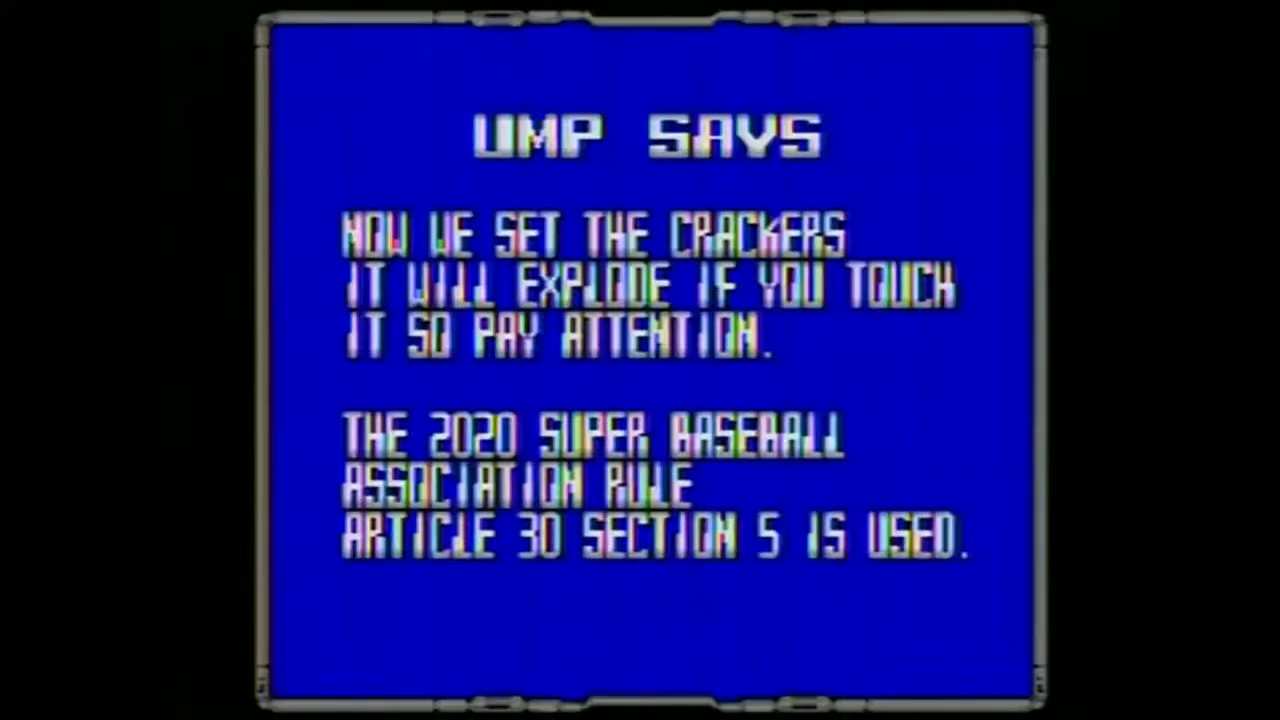 UMP SAYS
NOW WE SET THE CRACKERS
IT WILL EXPLODE IF YOU TOUCH
IT SO PAY ATTENTION.
THE 2020 SUPER BASEBALL
ASSOCIATION RULE
ARTICLE 30 SECTION 5 IS USED.